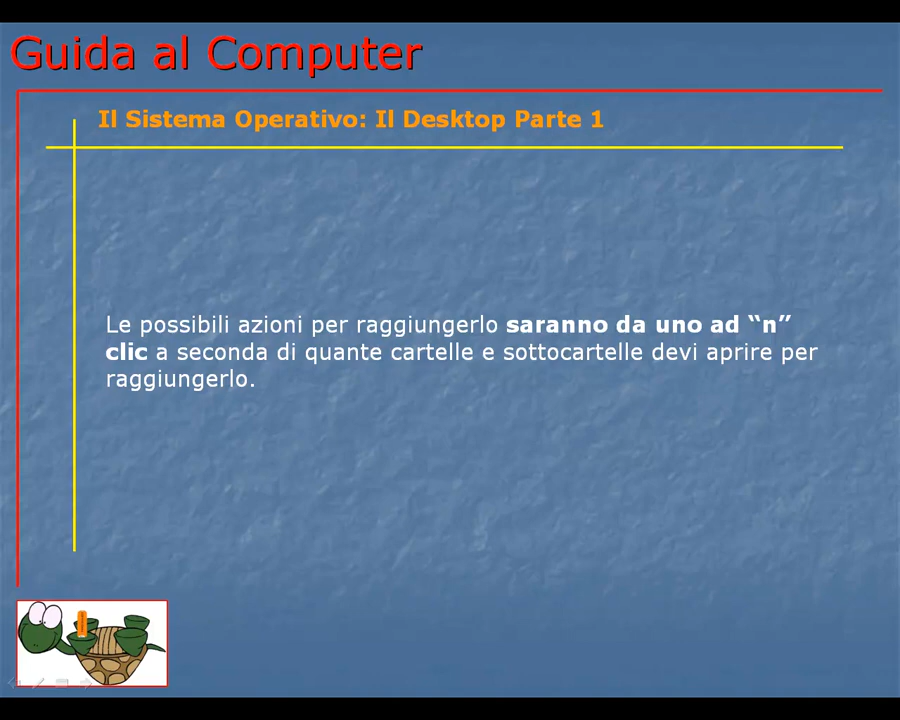 Guida al Computer
Il Sistema Operativo: Il Desktop Parte 1
Le possibili azioni per raggiungerlo saranno da uno ad “n”
clic a seconda di quante cartelle e sottocartelle devi aprire per
raggiungerlo.